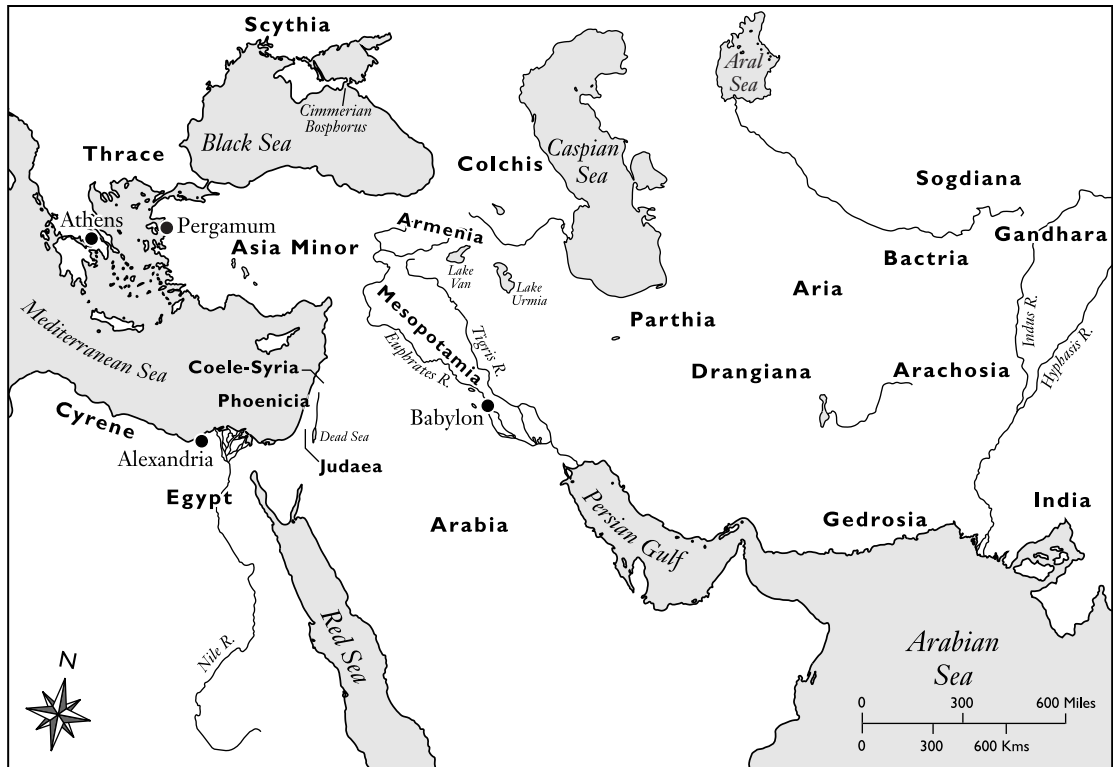 Scythia
Aral
Sea
Cimmerian
Bosphorus
Black Sea
Caspian
Sea
Thrace
Colchis
Sogdiana
Athens
Pergamum
Armenia
Gandhara
Asia Minor
Bactria
Lake
Van
Lake
Urmia
Aria
Mediterranean Sea
Mesopotamia
Tigris R.
Parthia
Indus R.
Hyphasis R.
Euphrates R.
Coele-Syria
Drangiana
Arachosia
Phoenicia
Cyrene
Babylon
Dead Sea
Alexandria
Judaea
Egypt
Persian Gulf
India
Arabia
Gedrosia
Nile R.
Red Sea
Arabian
Sea
N
0 300 600 Miles
0 300 600 Kms